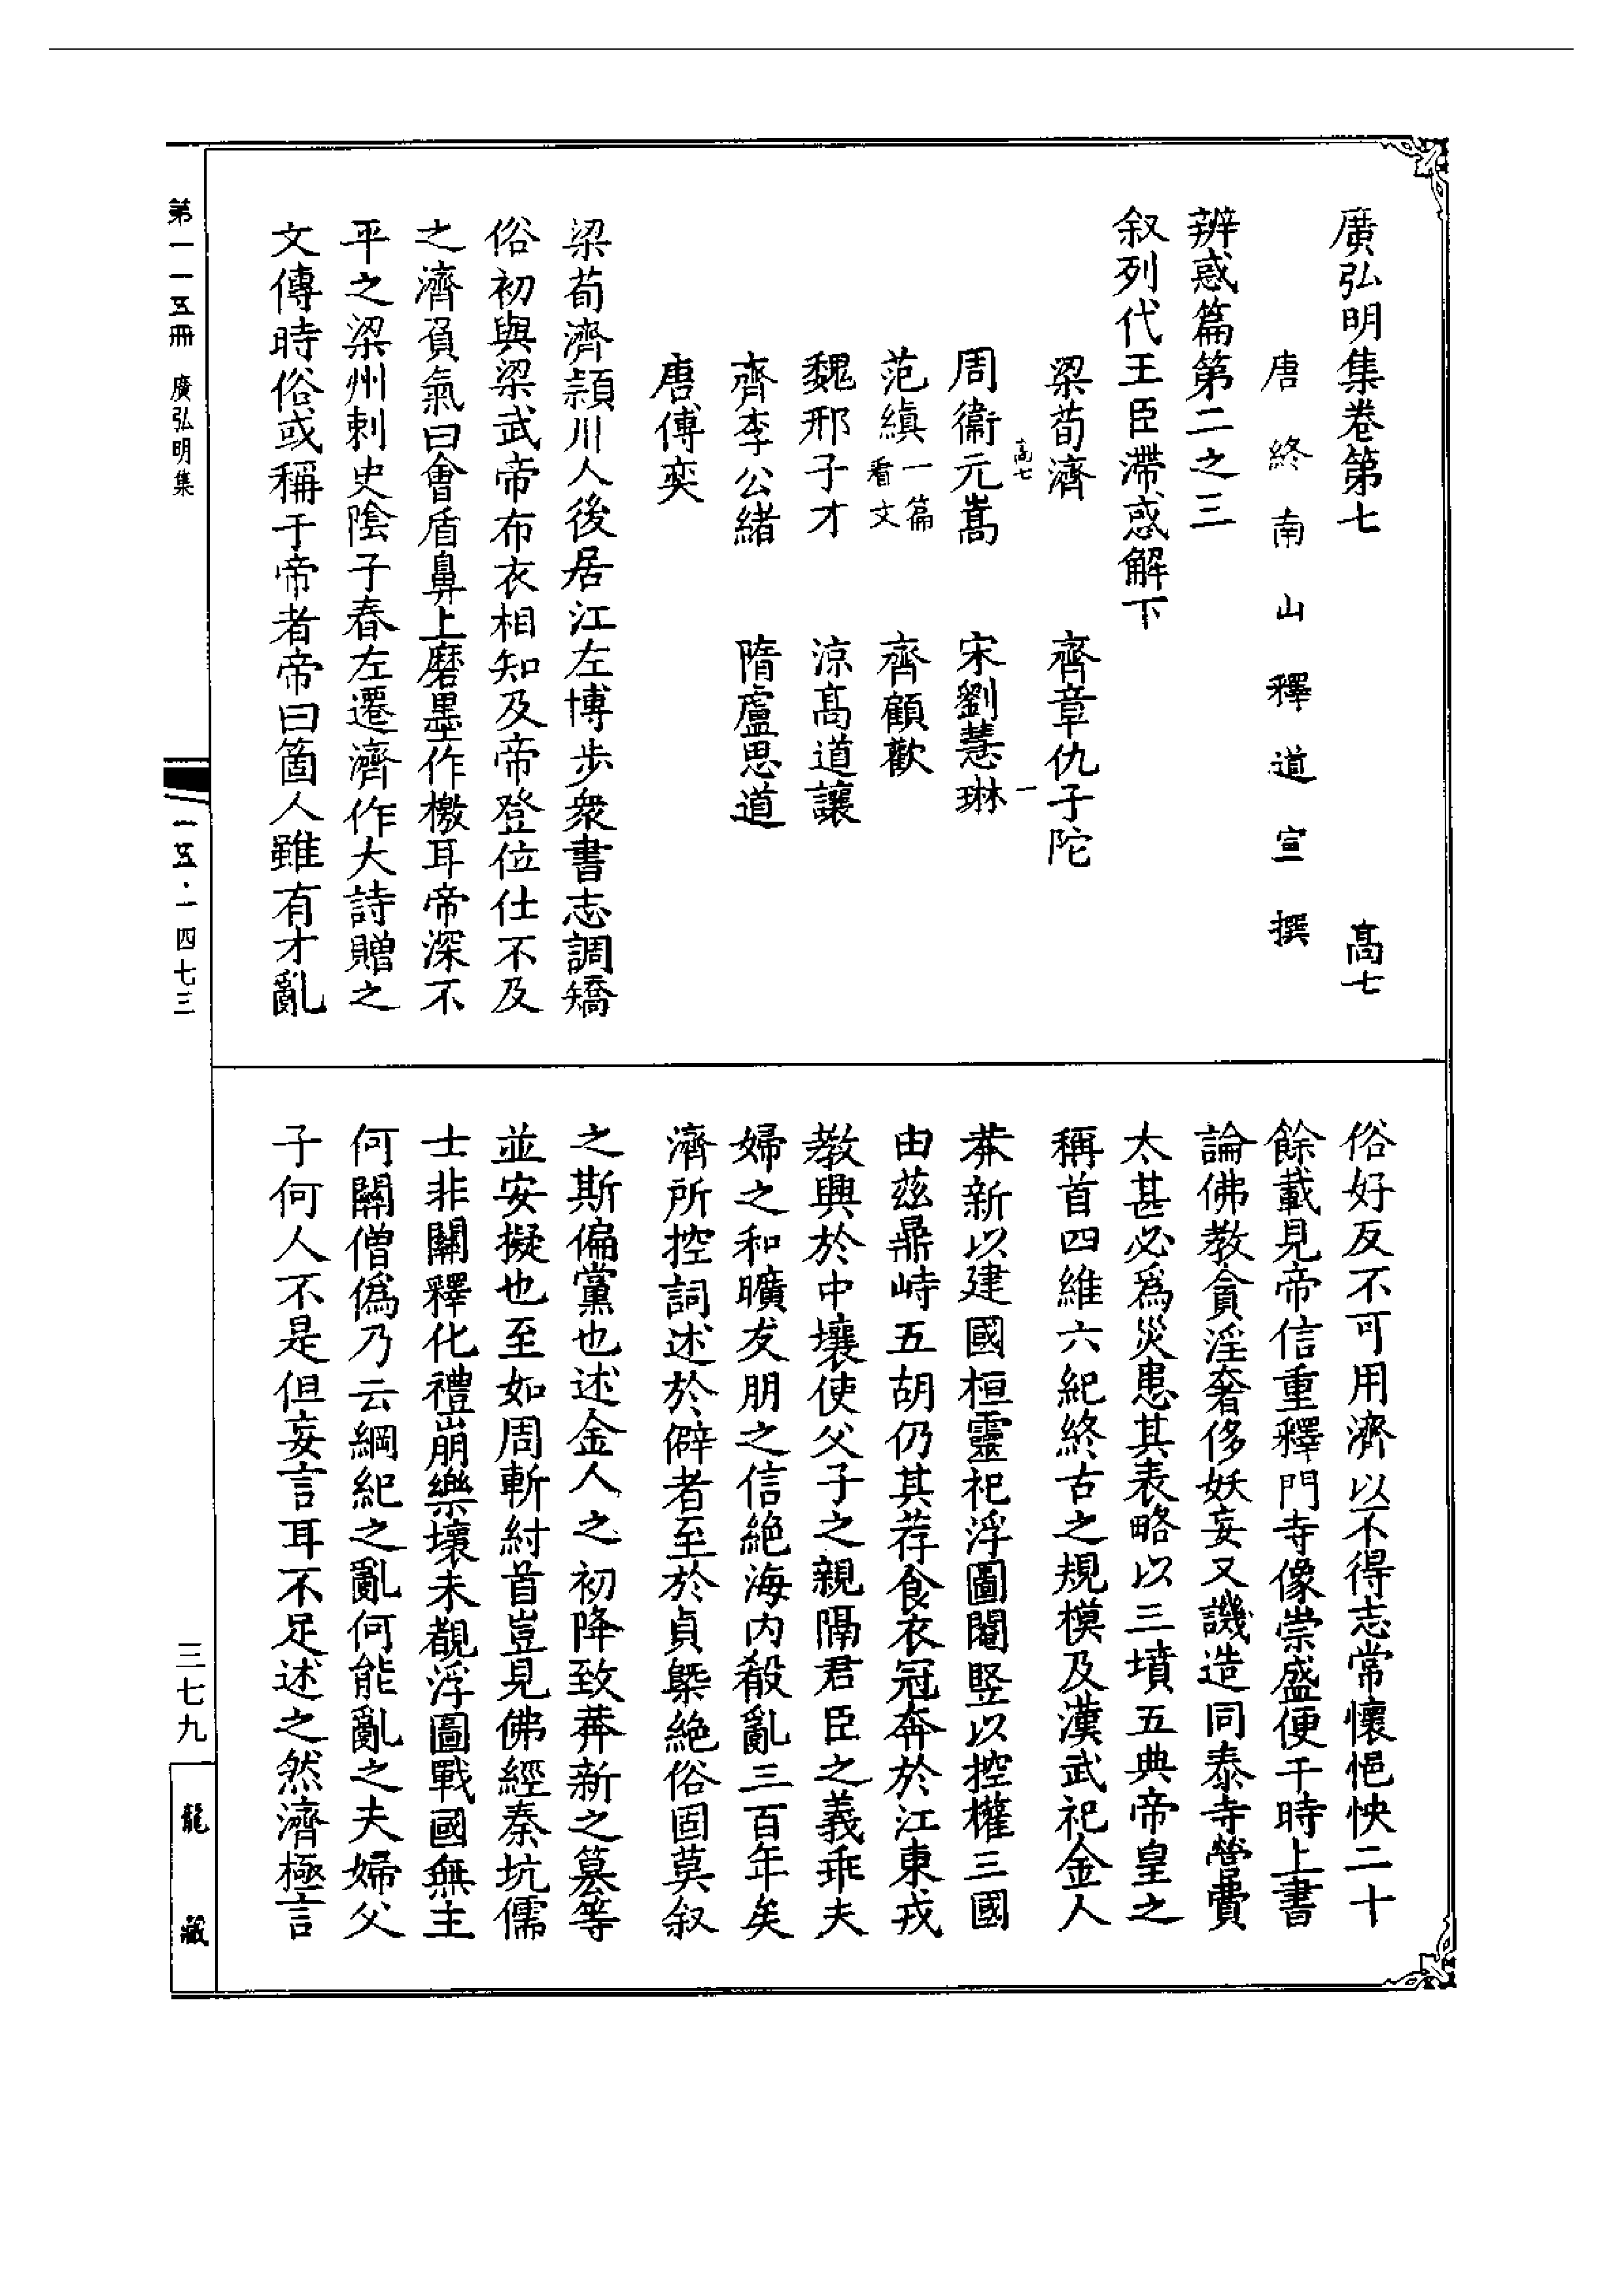 廣弘明集卷第七　高七
唐終南山釋道宣撰
辨惑篇第二之三
叙列代王臣滯惑解下
梁荀濟　齊章仇子陀
高七　一
周衞元嵩　宋劉慧琳
范縝一篇看文　齊顧歡
魏邢子才　涼髙道讓
齊李公緒　隋盧思道
唐傅奕
梁荀濟頴川人後居江左博步衆書志調矯
俗初與梁武帝布衣相知及帝登位仕不及
之濟負氣曰會盾鼻上磨墨作檄耳帝深不
平之梁州刺史陰子春左遷濟作大詩贈之
文傳時俗或稱于帝者帝曰箇人雖有才亂
俗好反不可用濟以不得志常懷悒怏二十
餘載見帝信重釋門寺像崇盛便于時上書
論佛教貪淫奢侈妖妄又譏造同泰寺營費
太甚必爲災患其表略以三墳五典帝皇之
稱首四維六紀終古之規模及漢武祀金人
莽新以建國桓靈祀浮圖閹竪以控權三國
由茲鼎峙五胡仍其荐食衣冠奔於江東戎
教興於中壤使父子之親隔君臣之義乖夫
婦之和曠友朋之信絶海内殽亂三百年矣
濟所控詞述於僻者至於貞槩絶俗固莫叙
之斯偏黨也述金人之初降致莽新之篡等
並安擬也至如周斬紂首豈見佛經秦坑儒
士非關釋化禮崩樂壞未覩浮圖戰國無主
何關僧僞乃云綱紀之亂何能亂之夫婦父
子何人不是但妄言耳不足述之然濟極言
第一一五冊　廣弘明集
一五·一四七三
三七九
龍藏